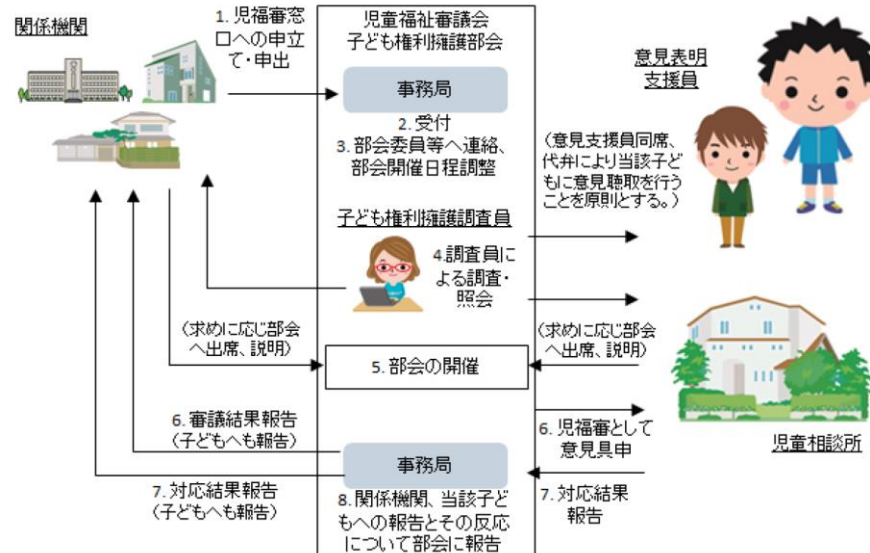 関係機関
1. 児福審窓
口への申立
て・申出
児童福祉審議会
子ども権利擁護部会
事務局
2. 受付
3. 部会委員等へ連絡、
部会開催日程調整
意見表明
支援員
(意見支援員同席、
代弁により当該子ど
もに意見聴取を行う
ことを原則とする。)
子ども権利擁護調査員
4.調査員に
よる調査・
照会
(求めに応じ部会
へ出席、説明)
5. 部会の開催
(求めに応じ部会
へ出席、説明)
児童相談所
6. 審議結果報告
(子どもへも報告)
6. 児福審として
意見具申
事務局
7. 対応結果報告
(子どもへも報告)
7. 対応結果
報告
8. 関係機関、当該子ど
もへの報告とその反応
について部会に報告